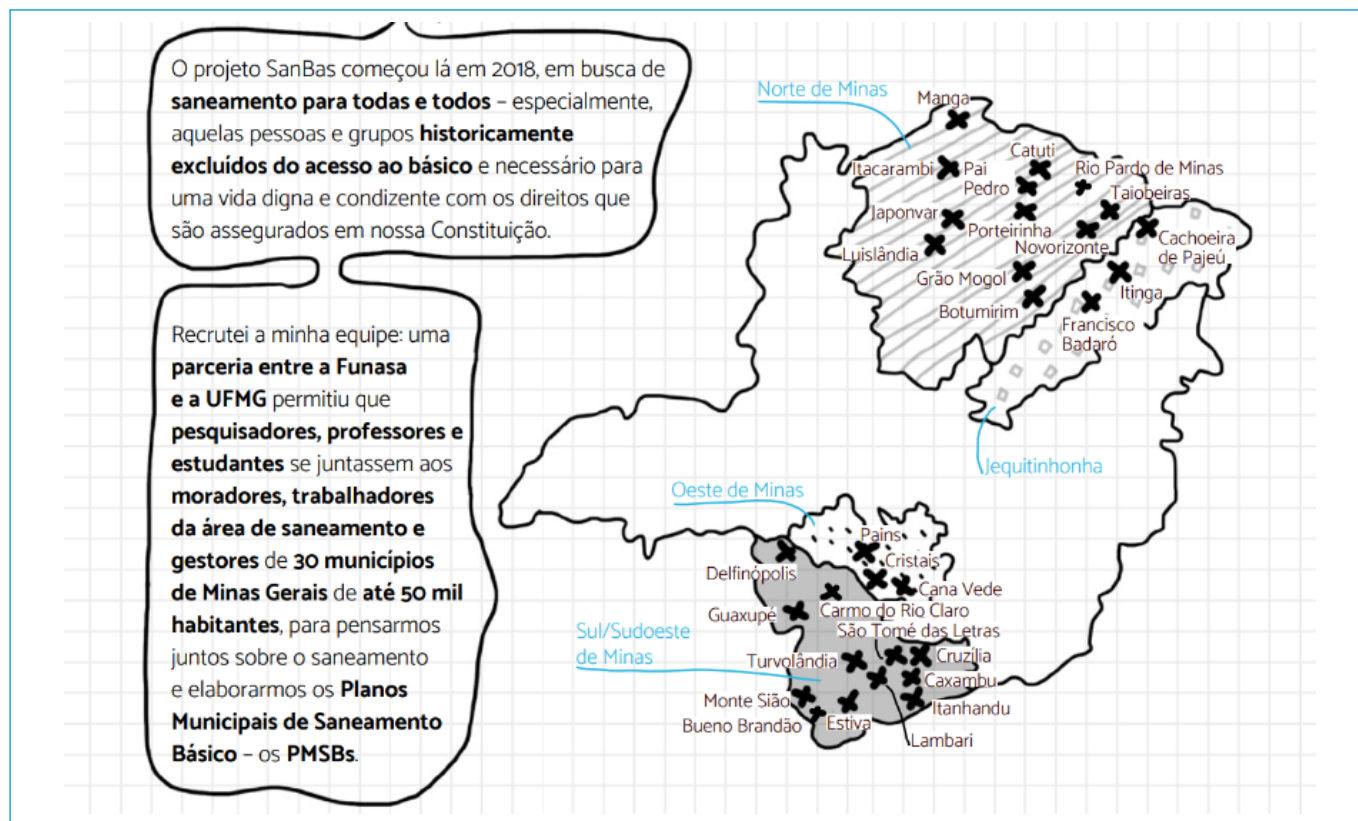 O projeto SanBas começou lá em 2018, em busca de
saneamento para todas e todos – especialmente,
aquelas pessoas e grupos historicamente
excluídos do acesso ao básico e necessário para
uma vida digna e condizente com os direitos que
são assegurados em nossa Constituição.
Recrutei a minha equipe: uma
parceria entre a Funasa
e a UFMG permitiu que
pesquisadores, professores e
estudantes se juntassem aos
moradores, trabalhadores
da área de saneamento e
gestores de 30 municípios
de Minas Gerais de até 50 mil
habitantes, para pensarmos
juntos sobre o saneamento
e elaborarmos os Planos
Municipais de Saneamento
Básico – os PMSBs.
Norte de Minas
Manga
Catuti
Itacarambi
Pai
Pedro
Rio Pardo de Minas
Taiobeiras
Japonvar
Porteirinha
Novorizonte
Cachoeira
de Pajeú
Luislândia
Grão Mogol
Itinga
Botumirim
Francisco
Badaró
Jequitinhonha
Oeste de Minas
Pains
Cristais
Delfinópolis
Cana Vede
Guaxupé
Carmo do Rio Claro
São Tomé das Letras
Sul/Sudoeste
de Minas
Turvolândia
Cruzília
Caxambu
Monte Sião
Itanhandu
Bueno Brandão
Estiva
Lambari